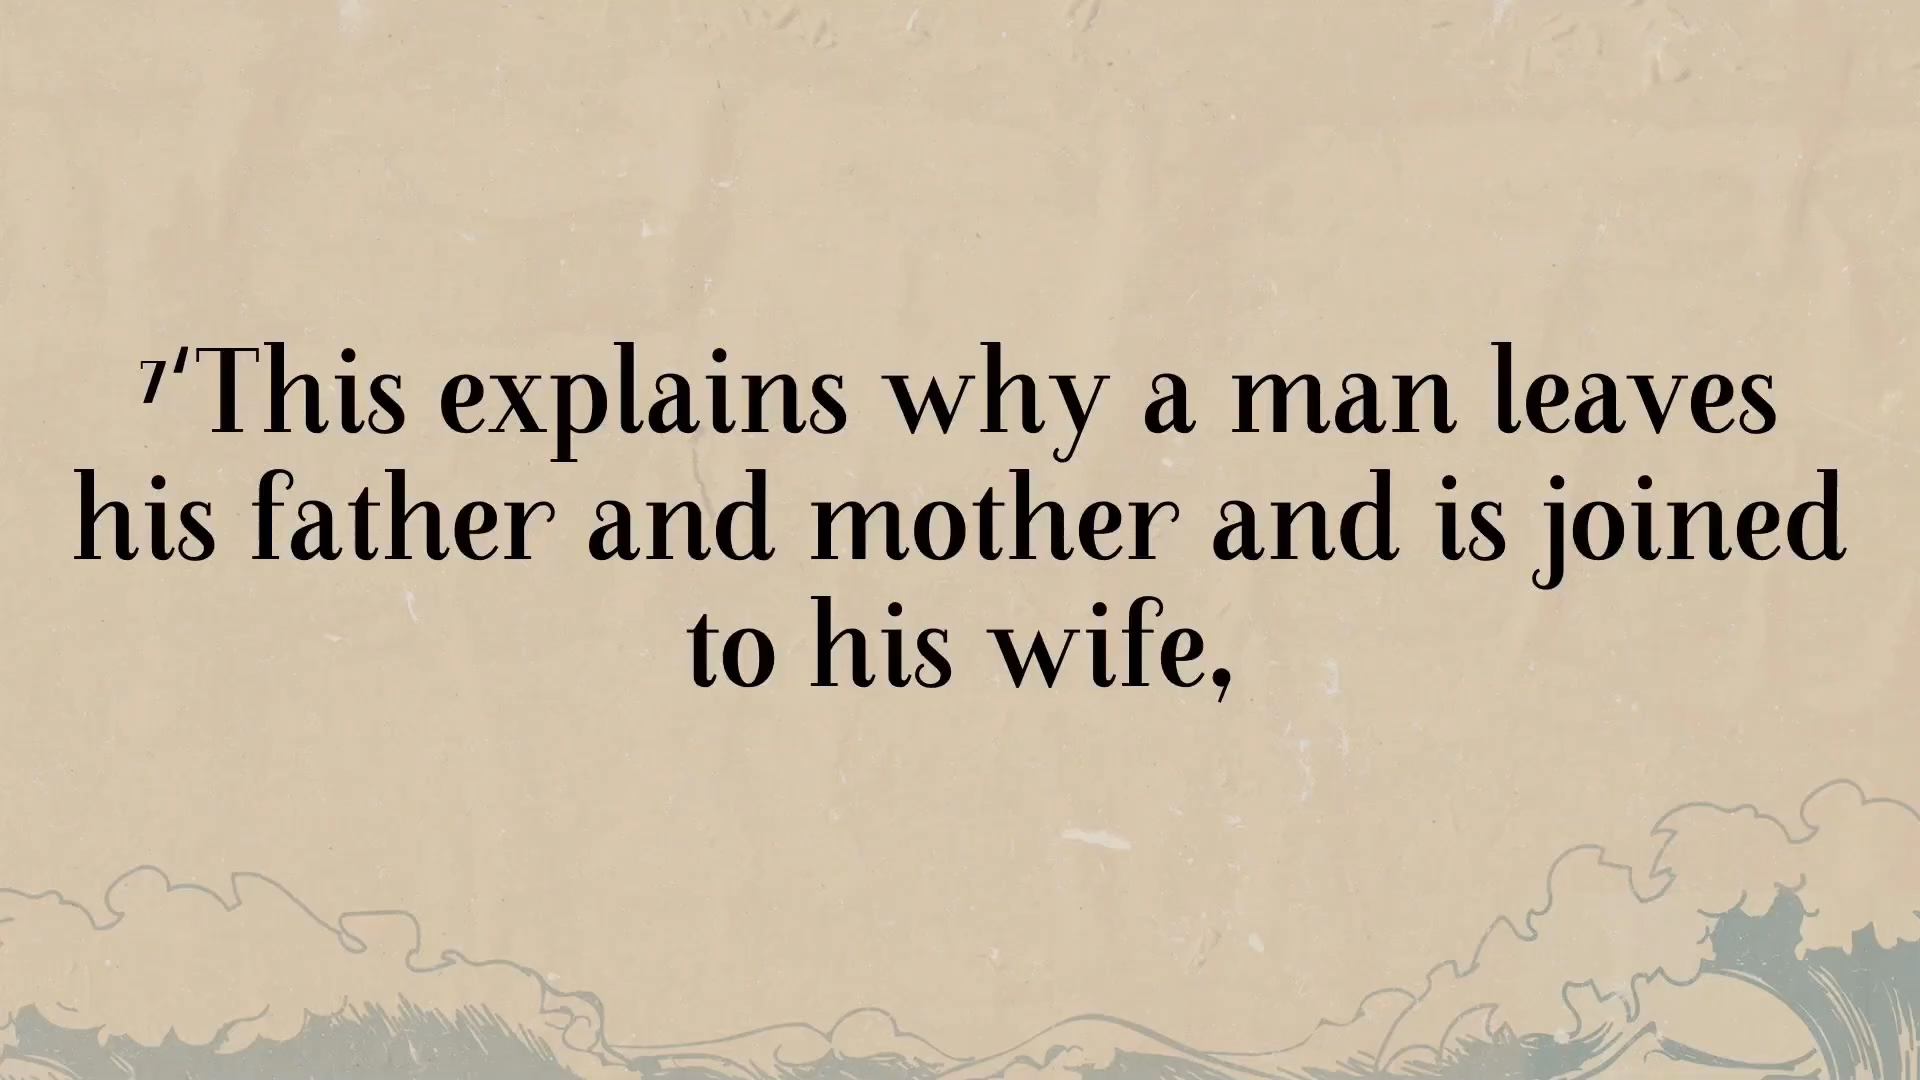 ⁷‘This explains why a man leaves
his father and mother and is joined
to his wife,